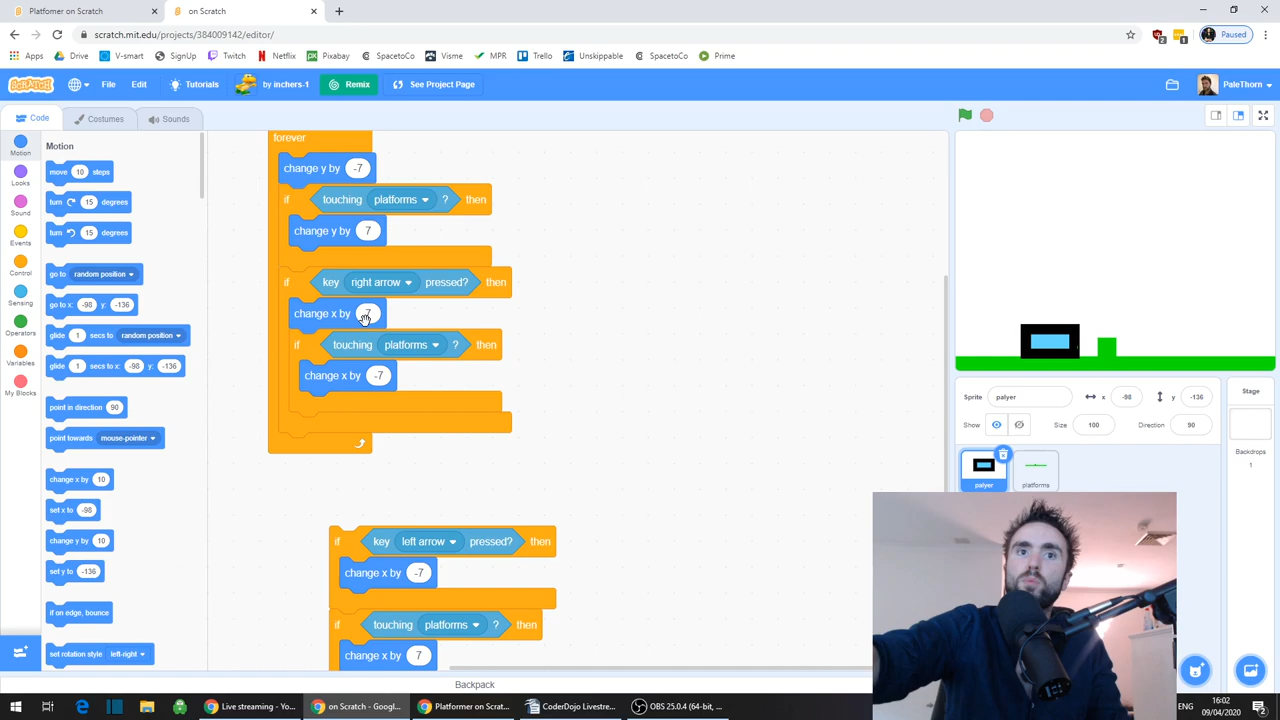 Platfomer on Scratch
on Scratch
scratch.mit.edu/projects/384009142/editor/
Paused
2
1
Apps
Drive
V-smart
SignUp
Twitch
Netflix
Pixabay
SpacetoCo
Visme
MPR
Trello
Unskippable
SpacetoCo
Prime
SCRATCH
File
Edit
Tutorials
by inchers-1
Remix
See Project Page
PaleThorn
Code
Costumes
Sounds
Motion
Looks
Sound
Events
Control
Sensing
Operators
Variables
My Blocks
Motion
move 10 steps
turn 15 degrees
turn 15 degrees
go to random position
go to x: -98 y: -136
glide 1 secs to random position
glide 1 secs to x: -98 y: -136
point in direction 90
point towards mouse-pointer
change x by 10
set x to -98
change y by 10
set y to -136
if on edge, bounce
set rotation style left-right
forever
change y by -7
if touching platforms ? then
change y by 7
if key right arrow pressed? then
change x by 7
if touching platforms ? then
change x by -7
if key left arrow pressed? then
change x by -7
if touching platforms ? then
change x by 7
Sprite palyer x -98 y -136
Show Size 100 Direction 90
palyer
platforms
Stage
Backdrops
1
Backpack
Live streaming - Yo...
on Scratch - Googl...
Platfomer on Scratc...
CoderDojo Livestre...
OBS 25.0.4 (64-bit, ...
ENG
16:02
09/04/2020
2